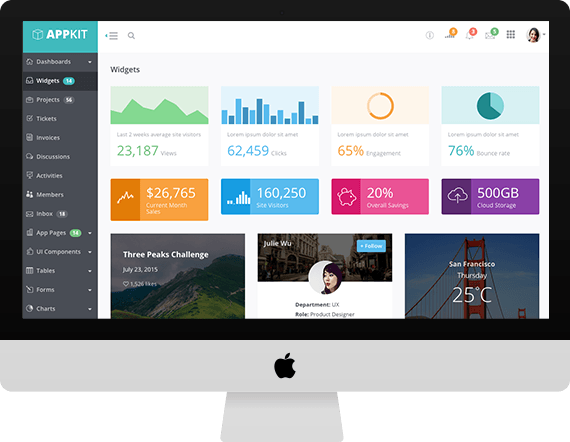 APPKIT
6
3
5
Dashboards
Widgets 14
Projects 56
Tickets
Invoices
Discussions
Activities
Members
Inbox 18
App Pages 14
UI Components
Tables
Forms
Charts
Widgets
Last 2 weeks average site visitors
23,187 Views
Lorem ipsum dolor sit amet
62,459 Clicks
Lorem ipsum dolor sit amet
65% Engagement
Lorem ipsum dolor sit amet
76% Bounce rate
$26,765
Current Month
Sales
160,250
Site Visitors
20%
Overall Savings
500GB
Cloud Storage
Three Peaks Challenge
July 23, 2015
1,526 likes
Julie Wu
+ Follow
Department: UX
Role: Product Designer
San Francisco
Thursday
25°C